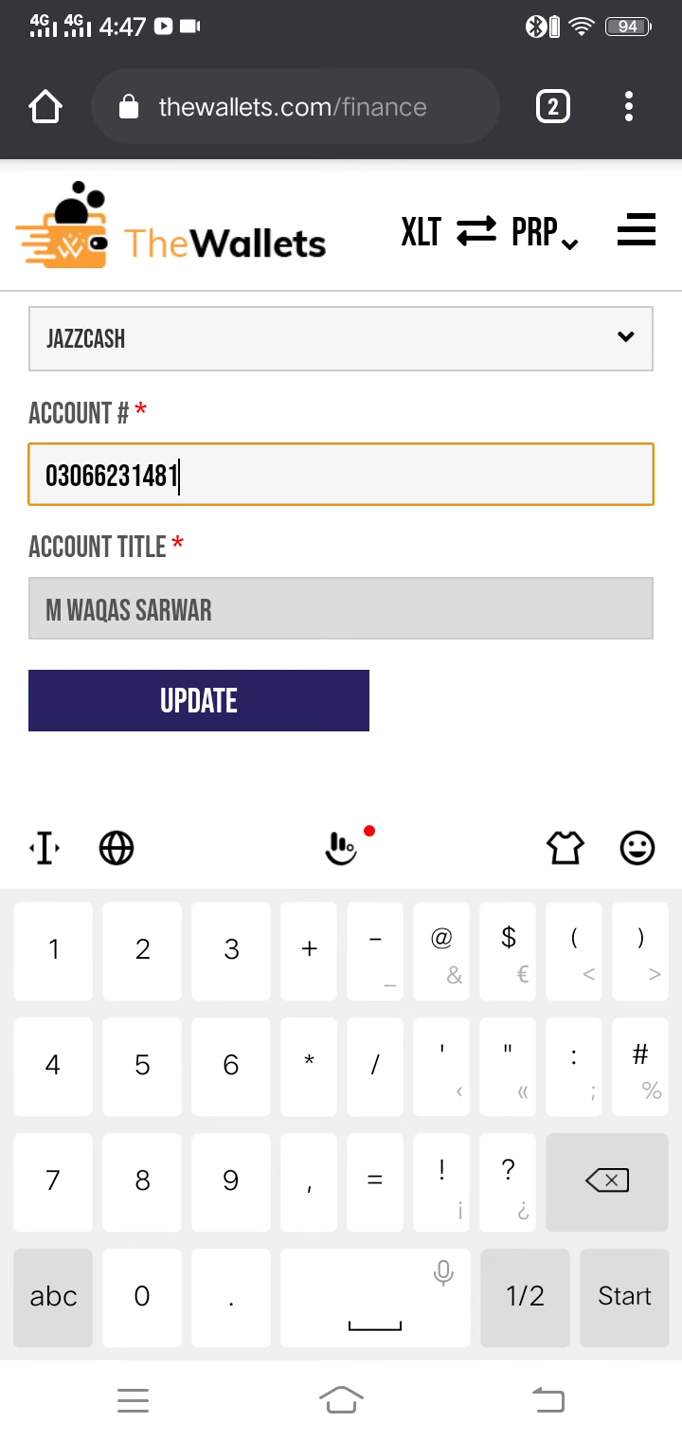 4G 4G 4:47 94
thewallets.com/finance 2
TheWallets XLT PRP
JAZZCASH
ACCOUNT # *
03066231481
ACCOUNT TITLE *
M WAQAS SARWAR
UPDATE
1 2 3 + - _ @ & $ € ( < ) >
4 5 6 * / ' ‹ " « : ; # %
7 8 9 , = ! ¡ ? ¿
abc 0 . 1/2 Start